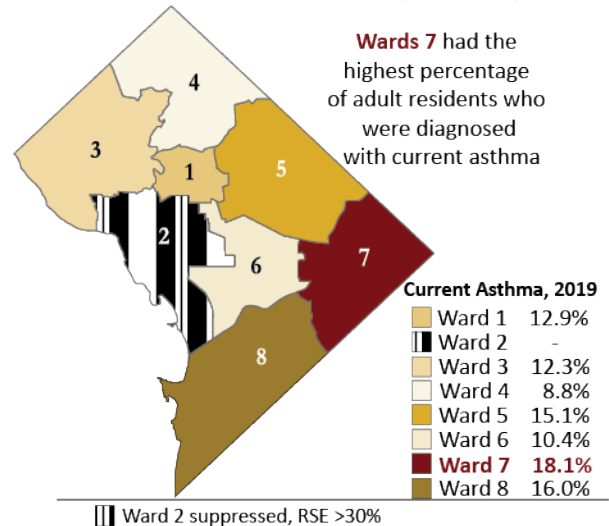 Wards 7 had the
highest percentage
of adult residents who
were diagnosed
with current asthma
4
3
1
5
2
6
7
8
Current Asthma, 2019
Ward 1 12.9%
Ward 2 -
Ward 3 12.3%
Ward 4 8.8%
Ward 5 15.1%
Ward 6 10.4%
Ward 7 18.1%
Ward 8 16.0%
Ward 2 suppressed, RSE >30%